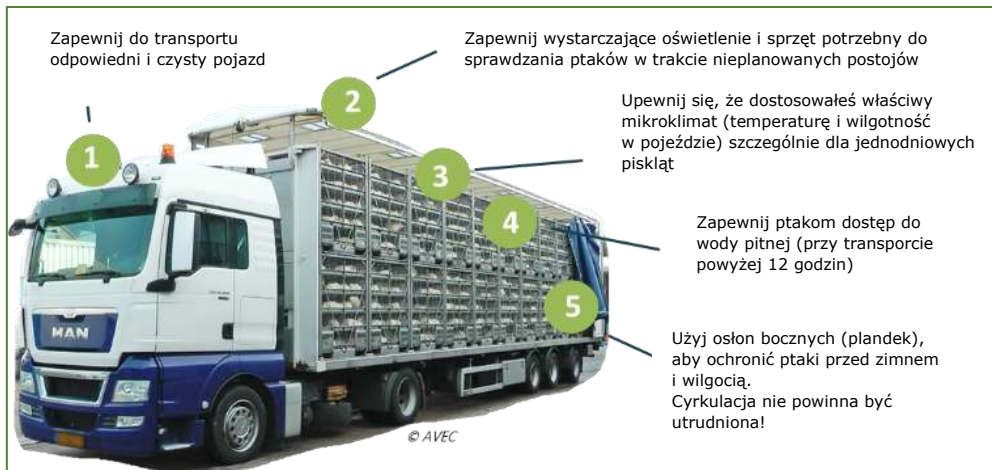 Zapewnij do transportu
odpowiedni i czysty pojazd
Zapewnij wystarczające oświetlenie i sprzęt potrzebny do
sprawdzania ptaków w trakcie nieplanowanych postojów
Upewnij się, że dostosowałeś właściwy
mikroklimat (temperaturę i wilgotność
w pojeździe) szczególnie dla jednodniowych
piskląt
Zapewnij ptakom dostęp do
wody pitnej (przy transporcie
powyżej 12 godzin)
Użyj osłon bocznych (plandek),
aby ochronić ptaki przed zimnem
i wilgocią.
Cyrkulacja nie powinna być
utrudniona!
1
2
3
4
5
MAN
© AVEC